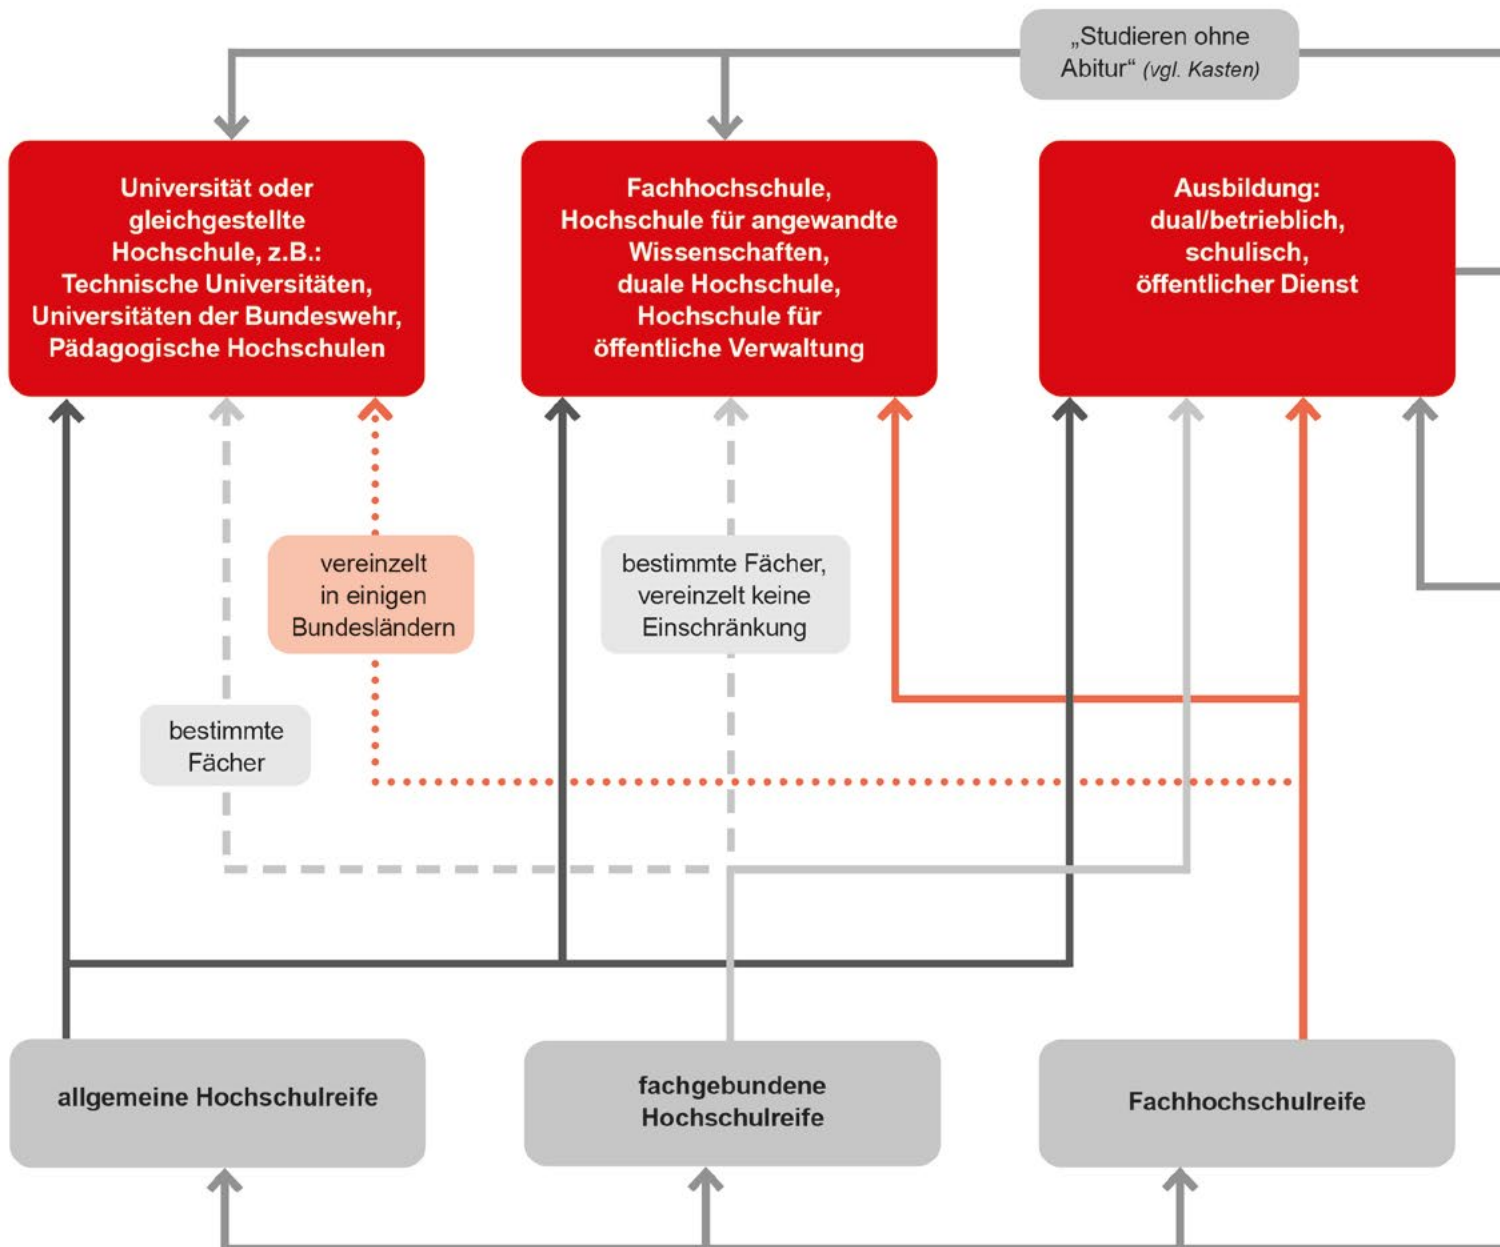 „Studieren ohne
Abitur“ (vgl. Kasten)
Universität oder
gleichgestellte
Hochschule, z.B.:
Technische Universitäten,
Universitäten der Bundeswehr,
Pädagogische Hochschulen
Fachhochschule,
Hochschule für angewandte
Wissenschaften,
duale Hochschule,
Hochschule für
öffentliche Verwaltung
Ausbildung:
dual/betrieblich,
schulisch,
öffentlicher Dienst
vereinzelt
in einigen
Bundesländern
bestimmte Fächer,
vereinzelt keine
Einschränkung
bestimmte
Fächer
allgemeine Hochschulreife
fachgebundene
Hochschulreife
Fachhochschulreife